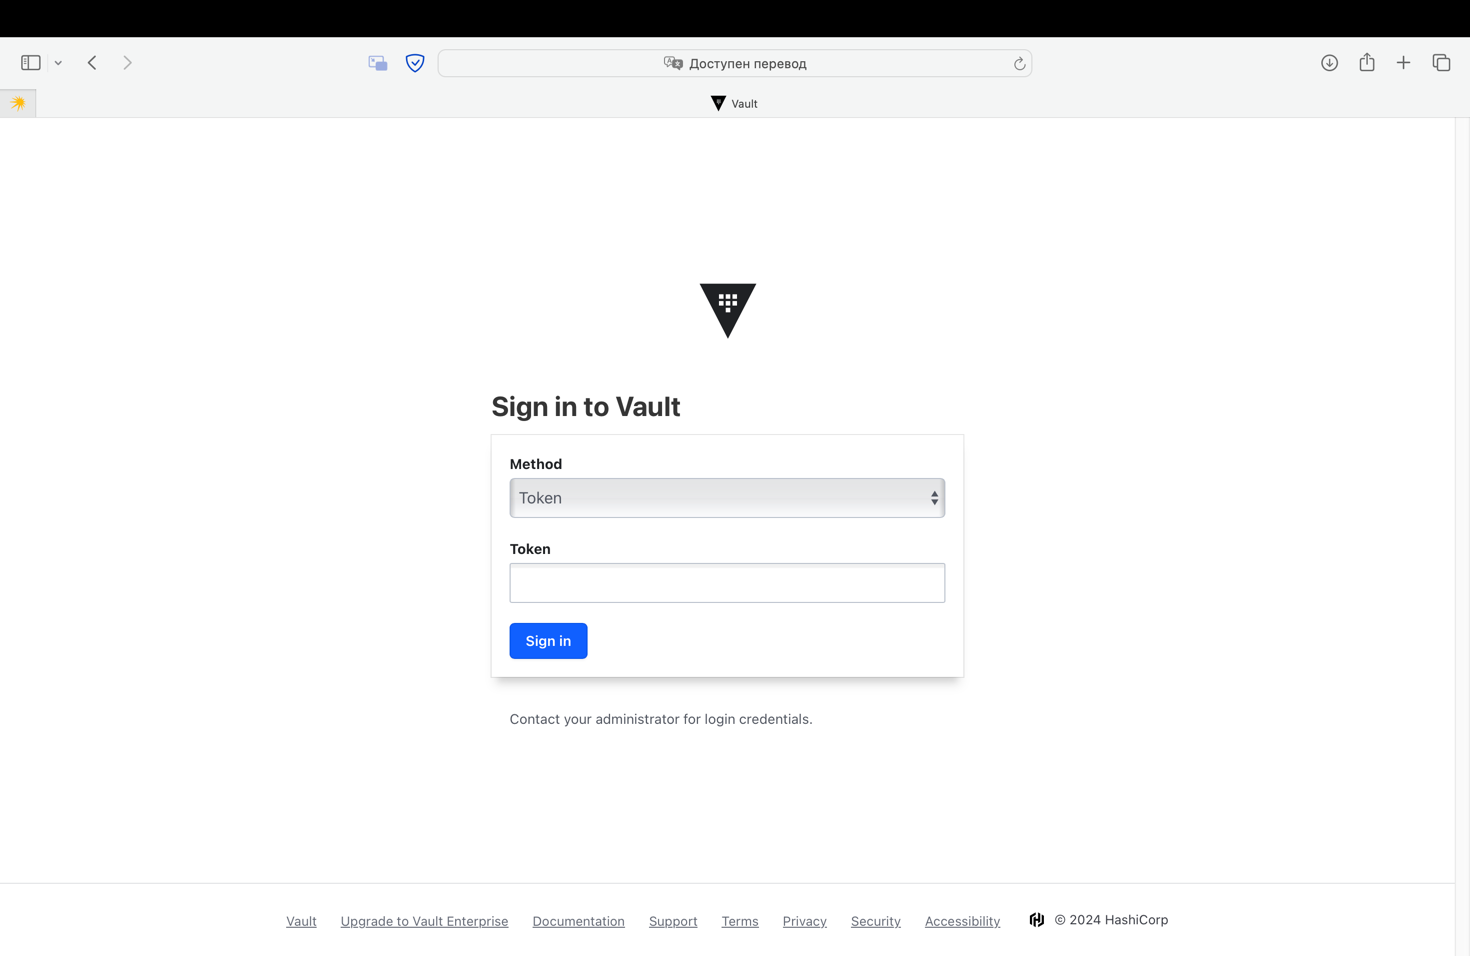 Доступен перевод
Vault
Sign in to Vault
Method
Token
Token
Sign in
Contact your administrator for login credentials.
Vault Upgrade to Vault Enterprise Documentation Support Terms Privacy Security Accessibility © 2024 HashiCorp